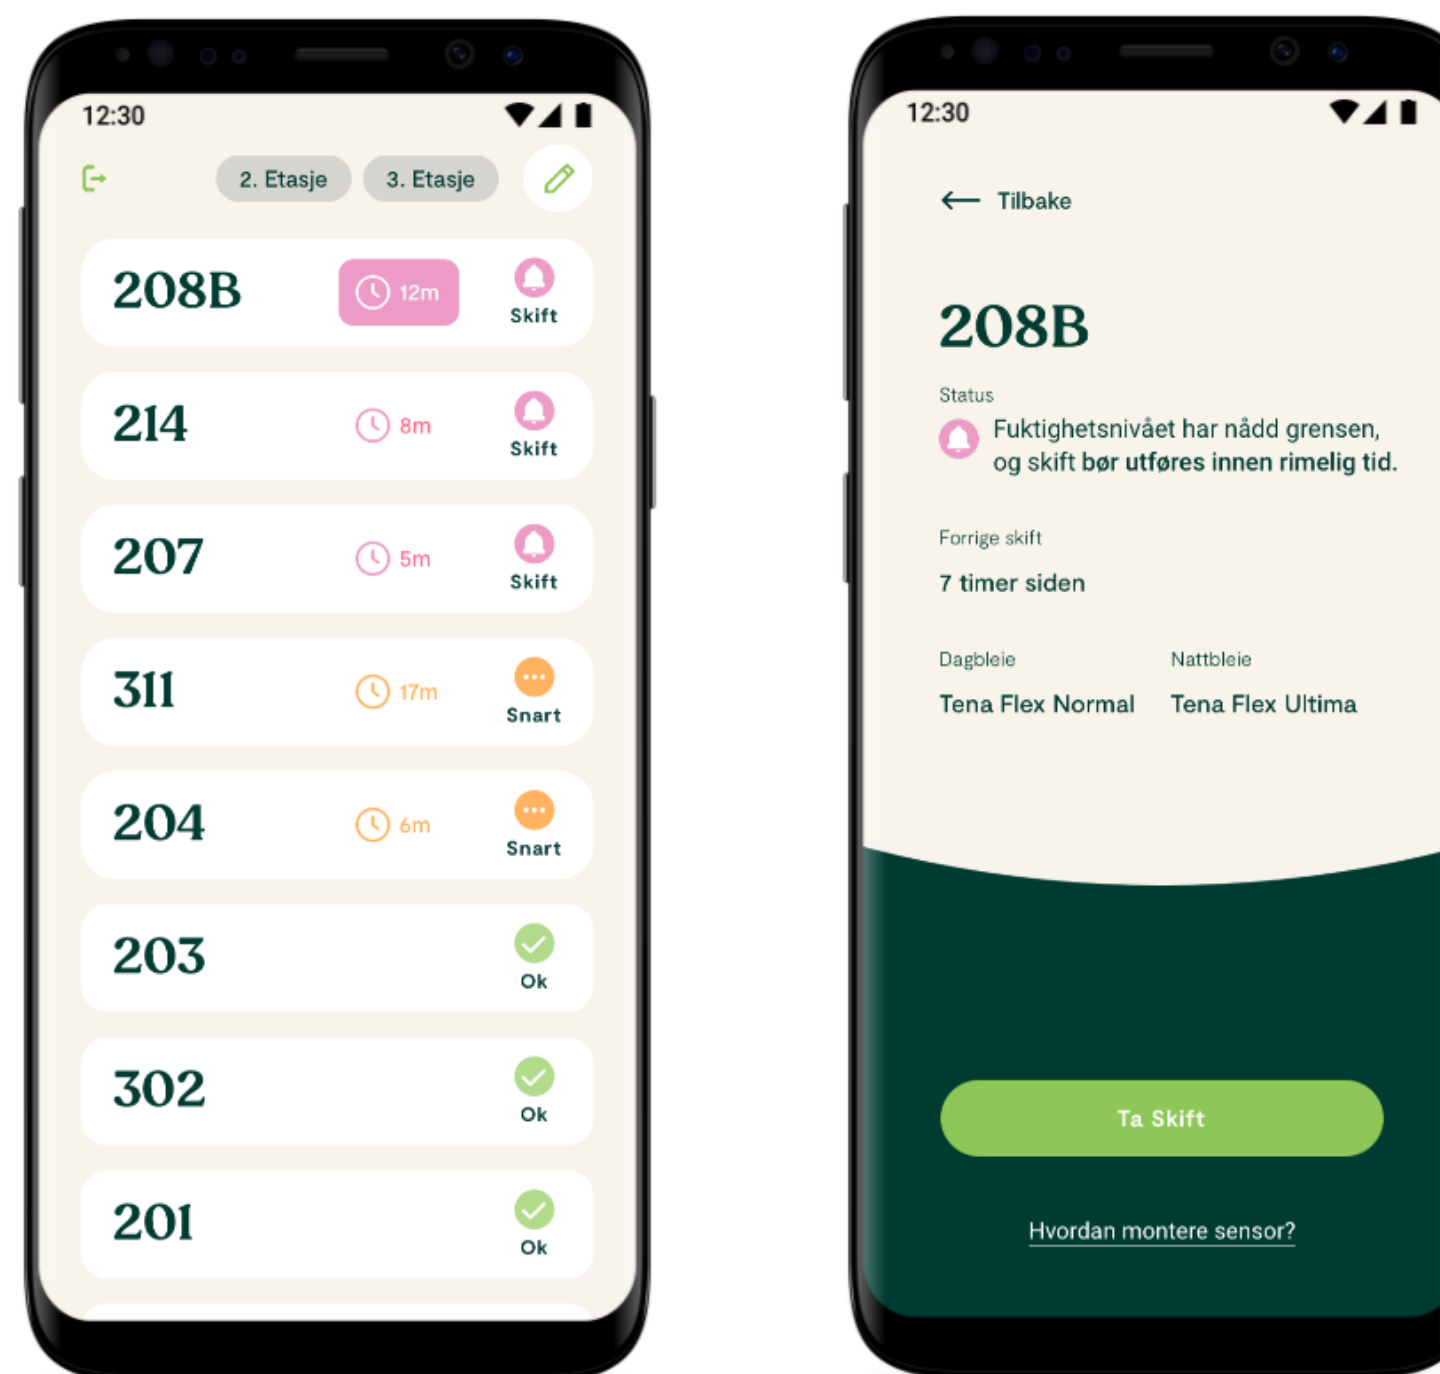 12:30
2. Etasje
3. Etasje
208B
12m
Skift
214
8m
Skift
207
5m
Skift
311
17m
Snart
204
6m
Snart
203
Ok
302
Ok
201
Ok
12:30
Tilbake
208B
Status
Fuktighetsnivået har nådd grensen,
og skift bør utføres innen rimelig tid.
Forrige skift
7 timer siden
Dagbleie
Nattbleie
Tena Flex Normal
Tena Flex Ultima
Ta Skift
Hvordan montere sensor?